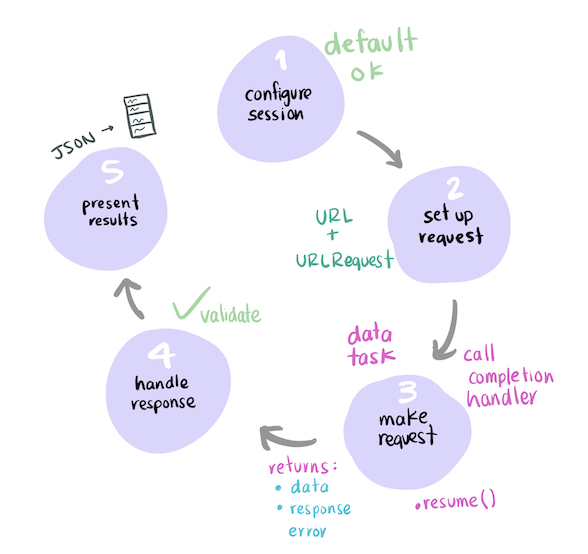 1
default
ok
configure
session
2
set up
request
URL
+
URLRequest
data
task
call
completion
handler
3
make
request
.resume()
returns:
• data
• response
error
4
handle
response
validate
5
present
results
JSON →